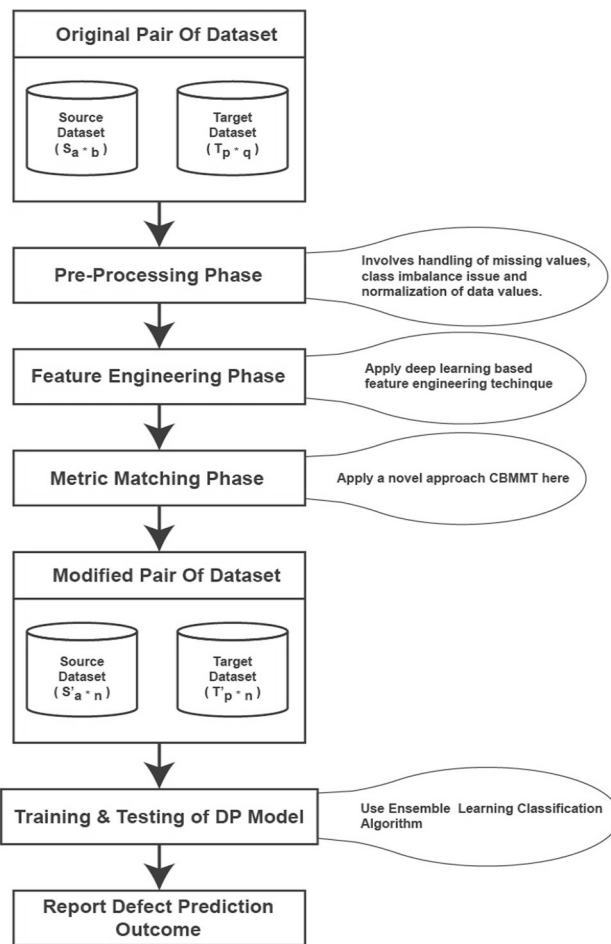 Original Pair Of Dataset
Source
Dataset
( Sa * b )
Target
Dataset
( Tp * q )
Pre-Processing Phase
Involves handling of missing values,
class imbalance issue and
normalization of data values.
Feature Engineering Phase
Apply deep learning based
feature engineering techinque
Metric Matching Phase
Apply a novel approach CBMMT here
Modified Pair Of Dataset
Source
Dataset
( S'a * n )
Target
Dataset
( T'p * n )
Training & Testing of DP Model
Use Ensemble Learning Classification
Algorithm
Report Defect Prediction
Outcome